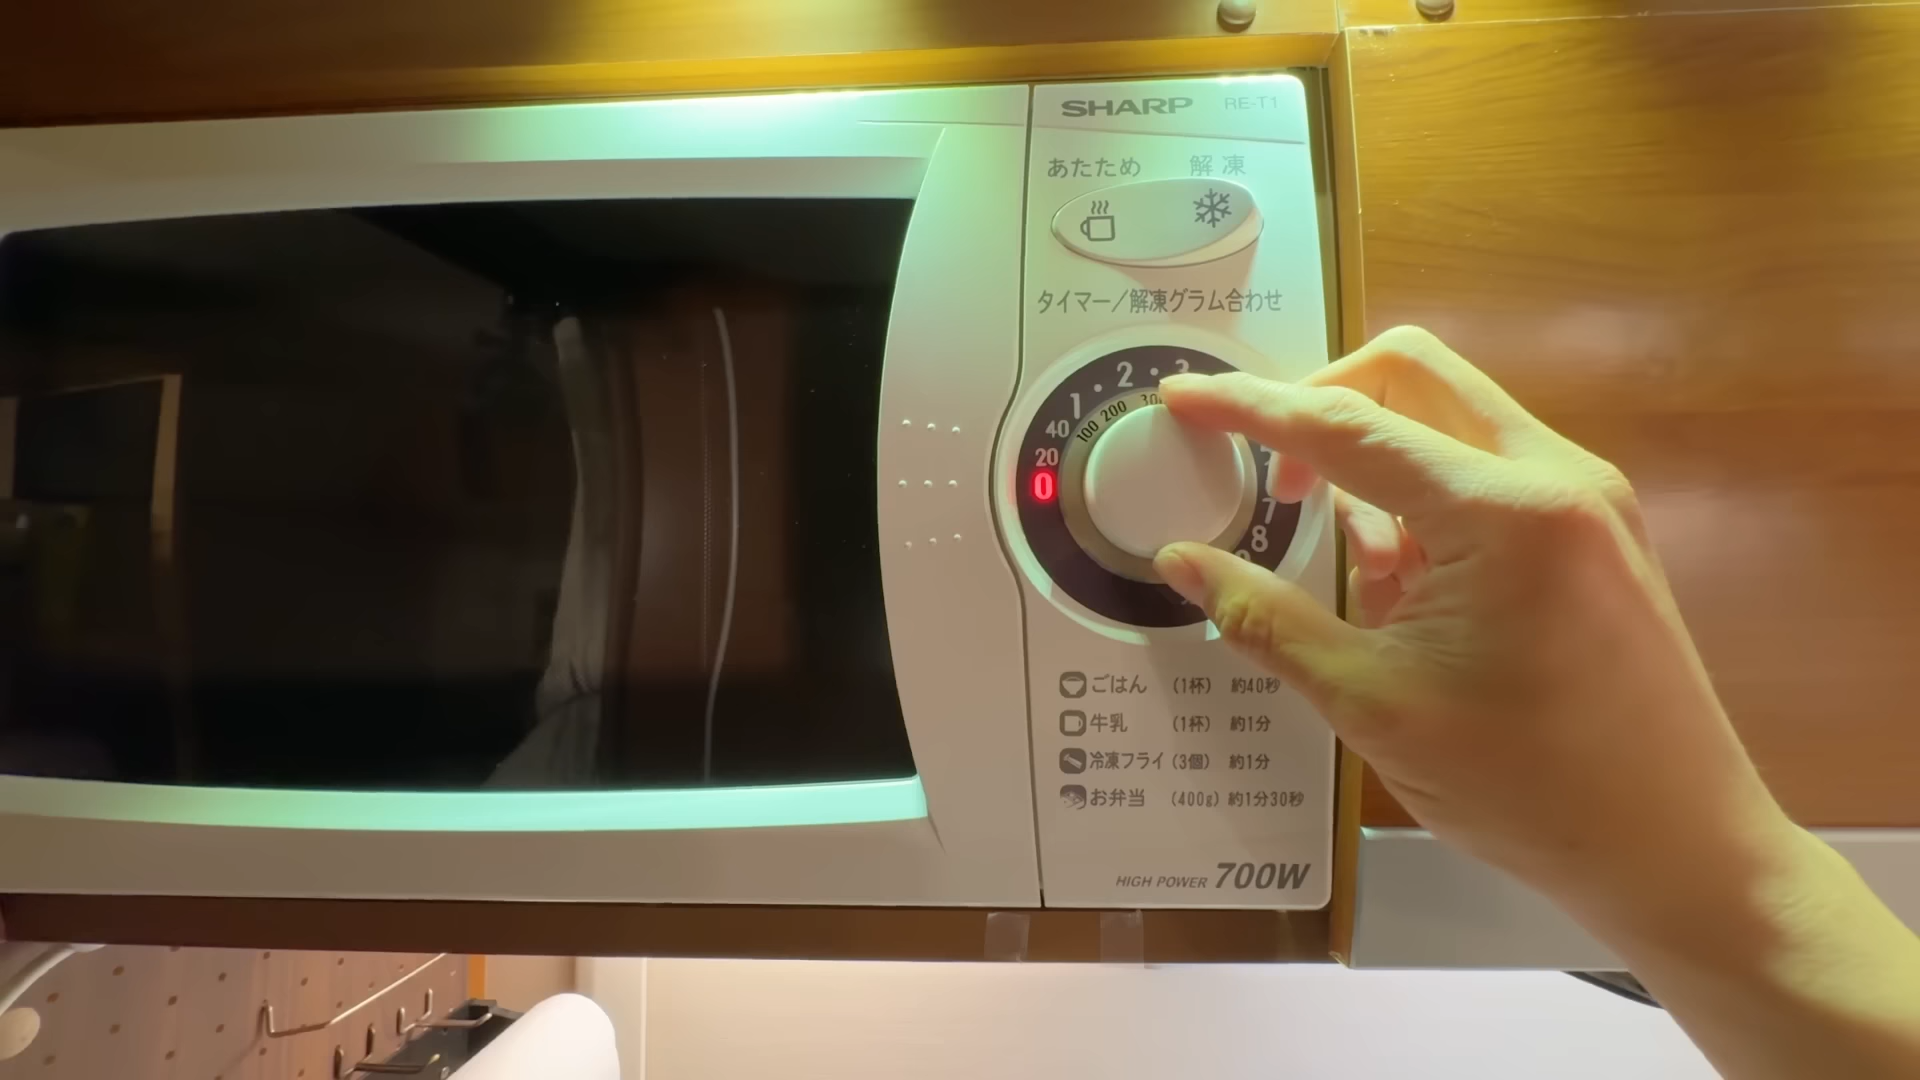 SHARP RE-T1
あたため 解凍
タイマー/解凍グラム合わせ
0 20 40 1 2 3 7 8
100 200
ごはん (1杯) 約40秒
牛乳 (1杯) 約1分
冷凍フライ (3個) 約1分
お弁当 (400g) 約1分30秒
HIGH POWER 700W